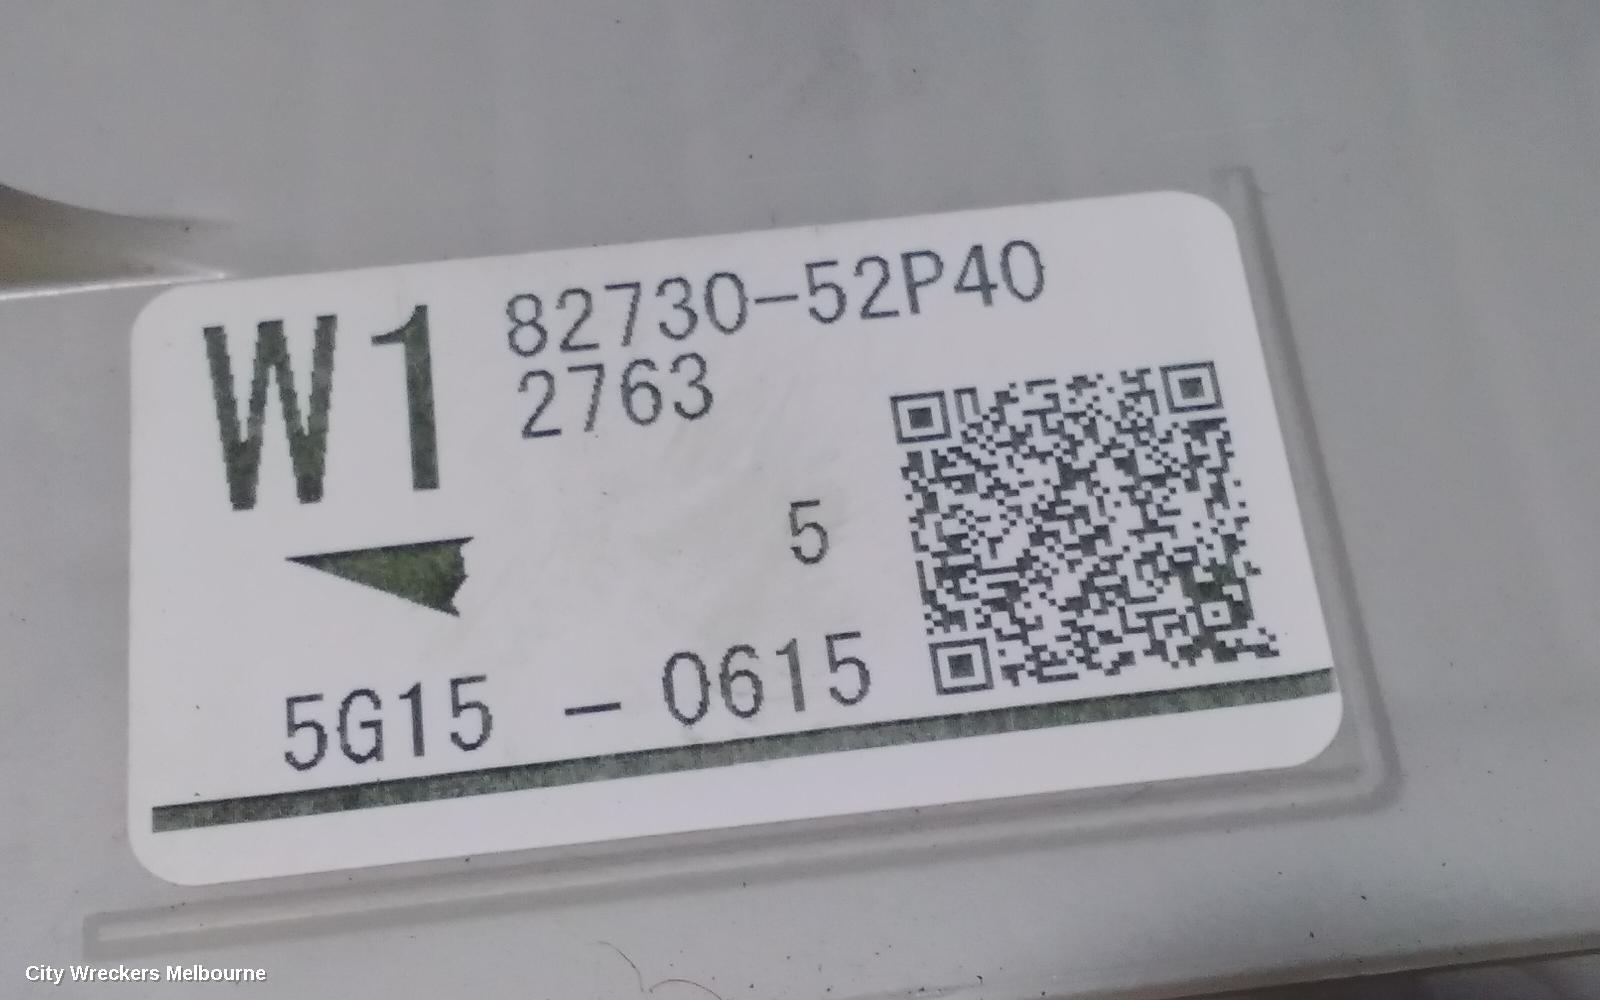 W1 82730-52P40
2763
5
5G15 - 0615
City Wreckers Melbourne